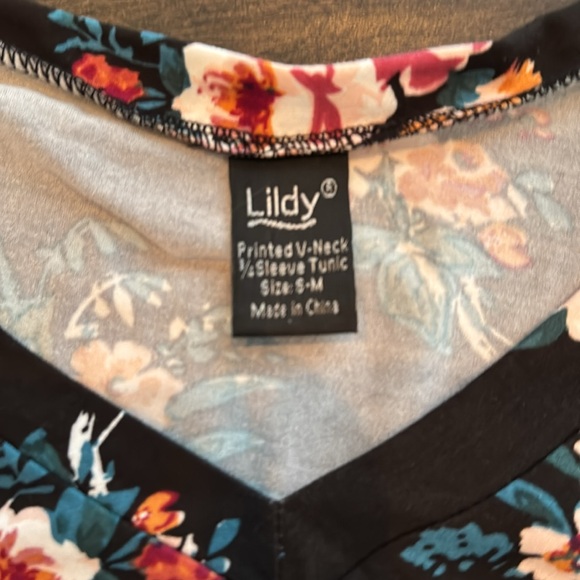 Lildy®
Printed V-Neck
¾ Sleeve Tunic
Size: S-M
Made in China